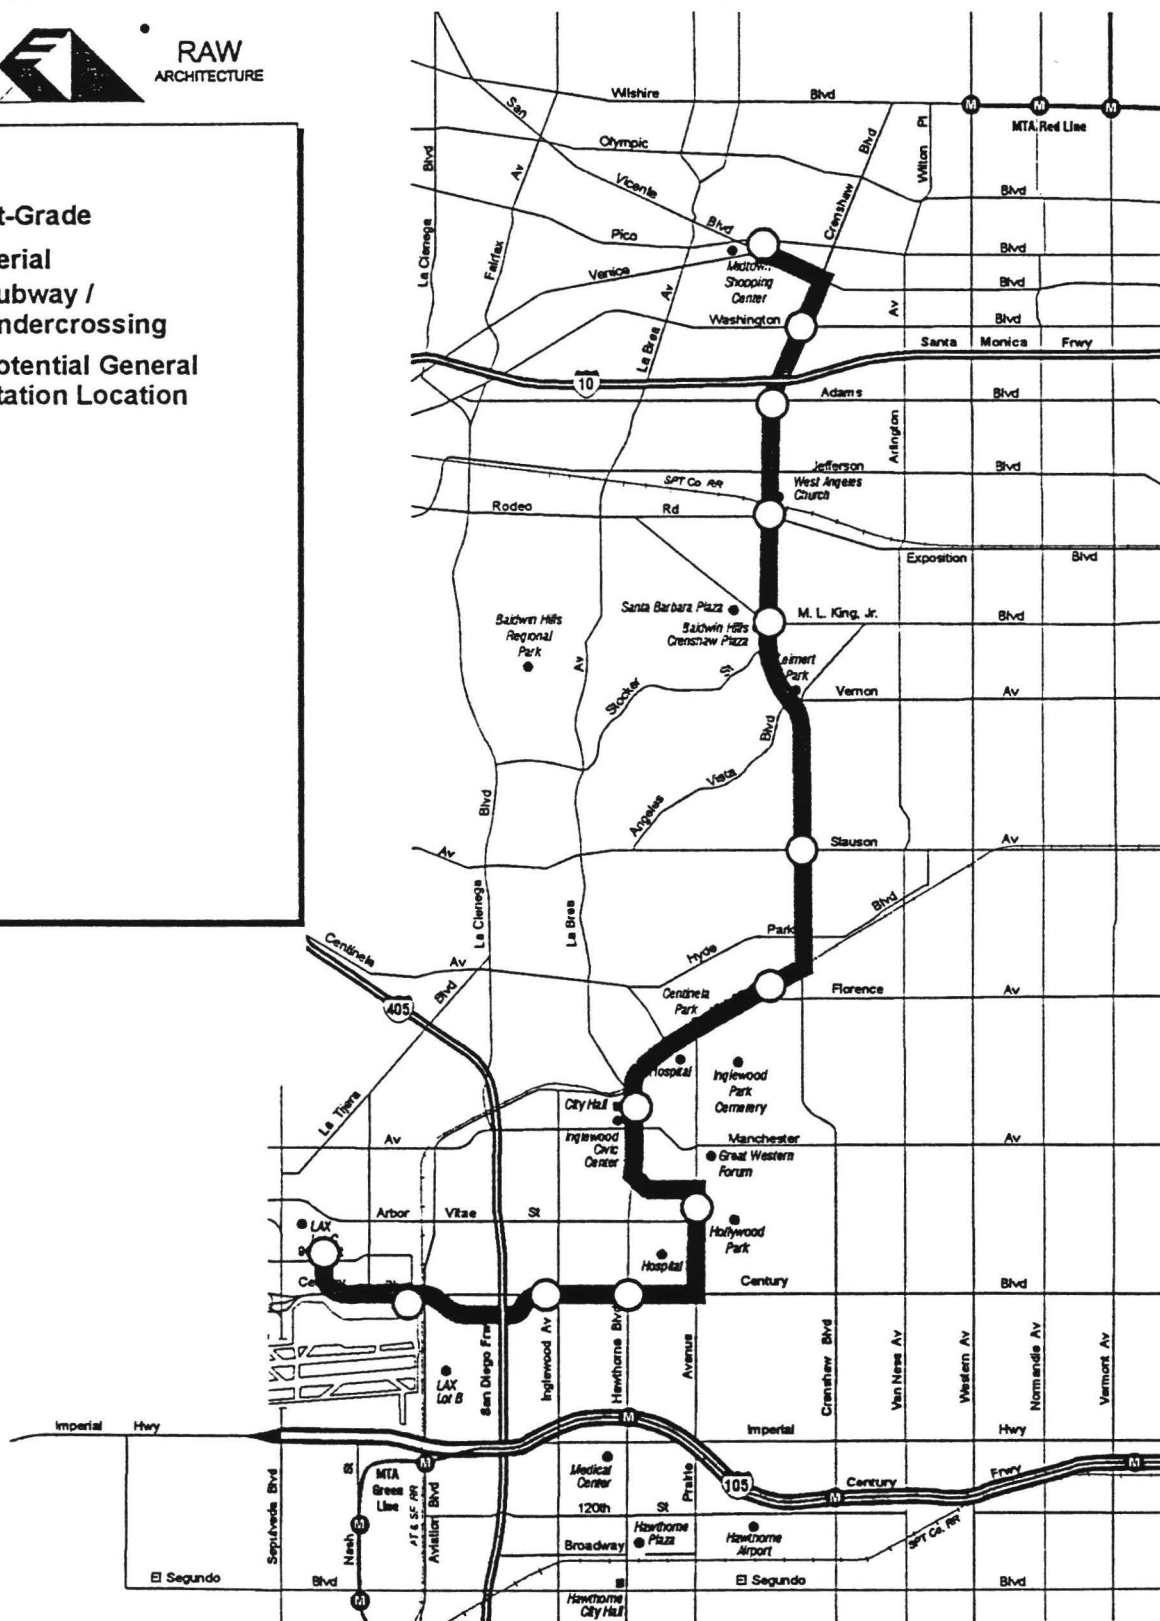 RAW
ARCHITECTURE
t-Grade
erial
ubway /
ndercrossing
otential General
tation Location
Wilshire Blvd
MTA Red Line
San
Vicente
Blvd
Olympic
Blvd
Blvd
La Cienega
Fairfax
Av
Pico
Blvd
Crenshaw
Blvd
Wilton Pl
Midtown
Shopping
Center
Venice
Blvd
La Brea
Av
Washington
Blvd
Av
Arlington
Santa Monica Frwy
10
Adams
Blvd
Jefferson
Blvd
SPT Co RR
West Angeles
Church
Rodeo
Rd
Exposition
Blvd
Santa Barbara Plaza
M. L. King, Jr.
Blvd
Baldwin Hills
Crenshaw Plaza
Baldwin Hills
Regional
Park
Av
Leimert
Park
Stocker
St
Vernon
Av
Angeles
Vista
Blvd
Blvd
Av
Slauson
Av
La Cienega
La Brea
Hyde
Park
Blvd
Centinela
Av
Blvd
405
La Tijera
Centinela
Park
Florence
Av
Hospital
Inglewood
Park
Cemetery
City Hall
Inglewood
Civic
Center
Av
Manchester
Av
Great Western
Forum
Arbor Vitae St
LAX
Hollywood
Park
Hospital
Century
Blvd
LAX
Lot B
San Diego Frwy
Inglewood Av
Hawthorne Blvd
Avenue
Prairie
Crenshaw Blvd
Van Ness Av
Western Av
Normandie Av
Vermont Av
Imperial Hwy
Imperial
Hwy
MTA
Green
Line
Medical
Center
105
Century
Frwy
120th
St
Sepulveda Blvd
Nash
St
AT & SF RR
Aviation Blvd
Hawthorne
Plaza
Hawthorne
Airport
SPT Co. RR
Broadway
El Segundo
Blvd
El Segundo
Blvd
Hawthorne
City Hall
M
M
M
M
M
M
M
M
M